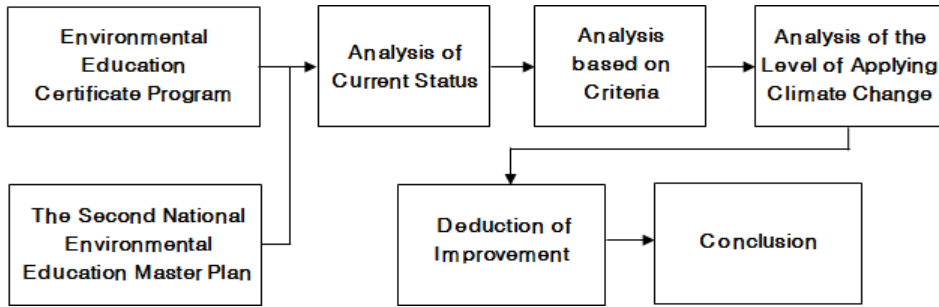 Environmental
Education
Certificate Program
Analysis of
Current Status
Analysis
based on
Criteria
Analysis of the
Level of Applying
Climate Change
The Second National
Environmental
Education Master Plan
Deduction of
Improvement
Conclusion